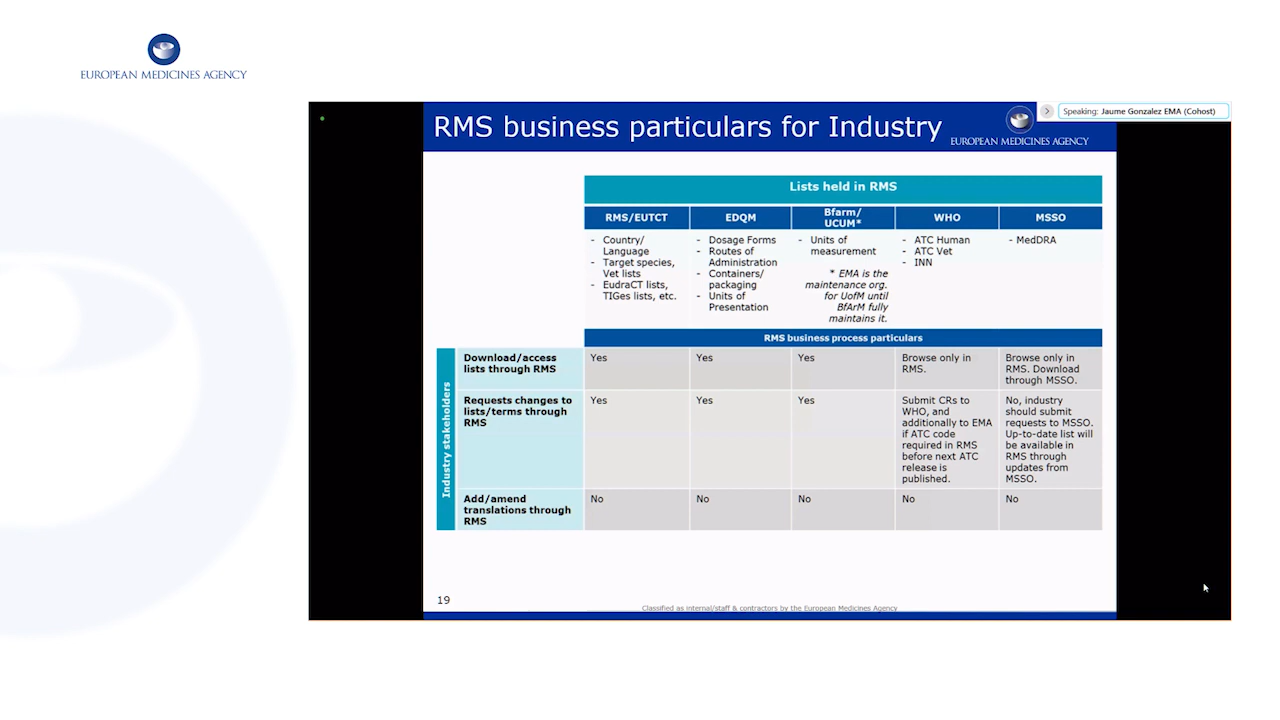 EUROPEAN MEDICINES AGENCY
Speaking: Jaume Gonzalez EMA (Cohost)
RMS business particulars for Industry
EUROPEAN MEDICINES AGENCY
Lists held in RMS
RMS/EUTCT
EDQM
Bfarm/
UCUM*
WHO
MSSO
- Country/
Language
- Target species,
Vet lists
- EudraCT lists,
TIGes lists, etc.
- Dosage Forms
- Routes of
Administration
- Containers/
packaging
- Units of
Presentation
- Units of
measurement
* EMA is the
maintenance org.
for UofM until
BfArM fully
maintains it.
- ATC Human
- ATC Vet
- INN
- MedDRA
RMS business process particulars
Industry stakeholders
Download/access
lists through RMS
Yes
Yes
Yes
Browse only in
RMS.
Browse only in
RMS. Download
through MSSO.
Requests changes to
lists/terms through
RMS
Yes
Yes
Yes
Submit CRs to
WHO, and
additionally to EMA
if ATC code
required in RMS
before next ATC
release is
published.
No, industry
should submit
requests to MSSO.
Up-to-date list will
be available in
RMS through
updates from
MSSO.
Add/amend
translations through
RMS
No
No
No
No
No
19
Classified as internal/staff & contractors by the European Medicines Agency